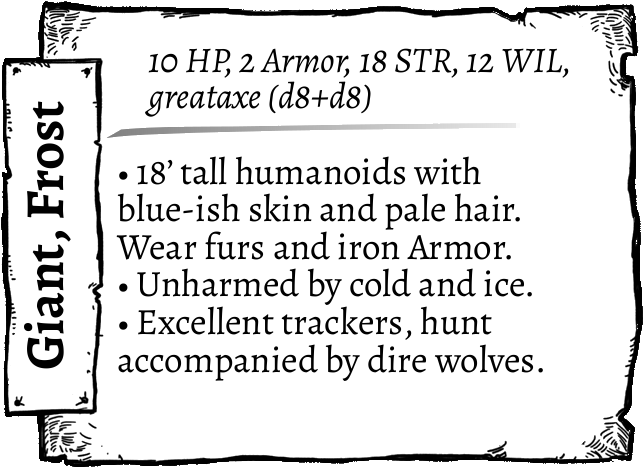 Giant, Frost
10 HP, 2 Armor, 18 STR, 12 WIL,
greataxe (d8+d8)
• 18’ tall humanoids with
blue-ish skin and pale hair.
Wear furs and iron Armor.
• Unharmed by cold and ice.
• Excellent trackers, hunt
accompanied by dire wolves.